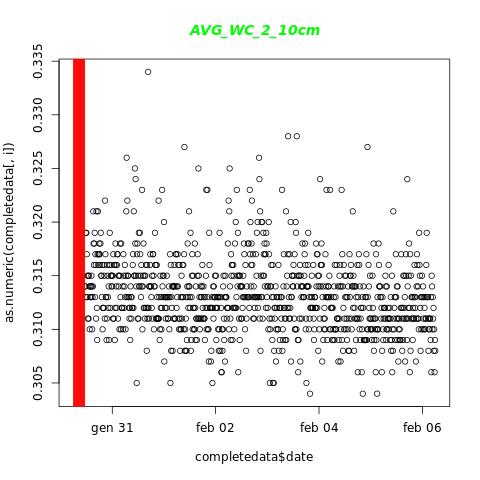 AVG_WC_2_10cm
as.numeric(completedata[, i])
0.335
0.330
0.325
0.320
0.315
0.310
0.305
gen 31
feb 02
feb 04
feb 06
completedata$date